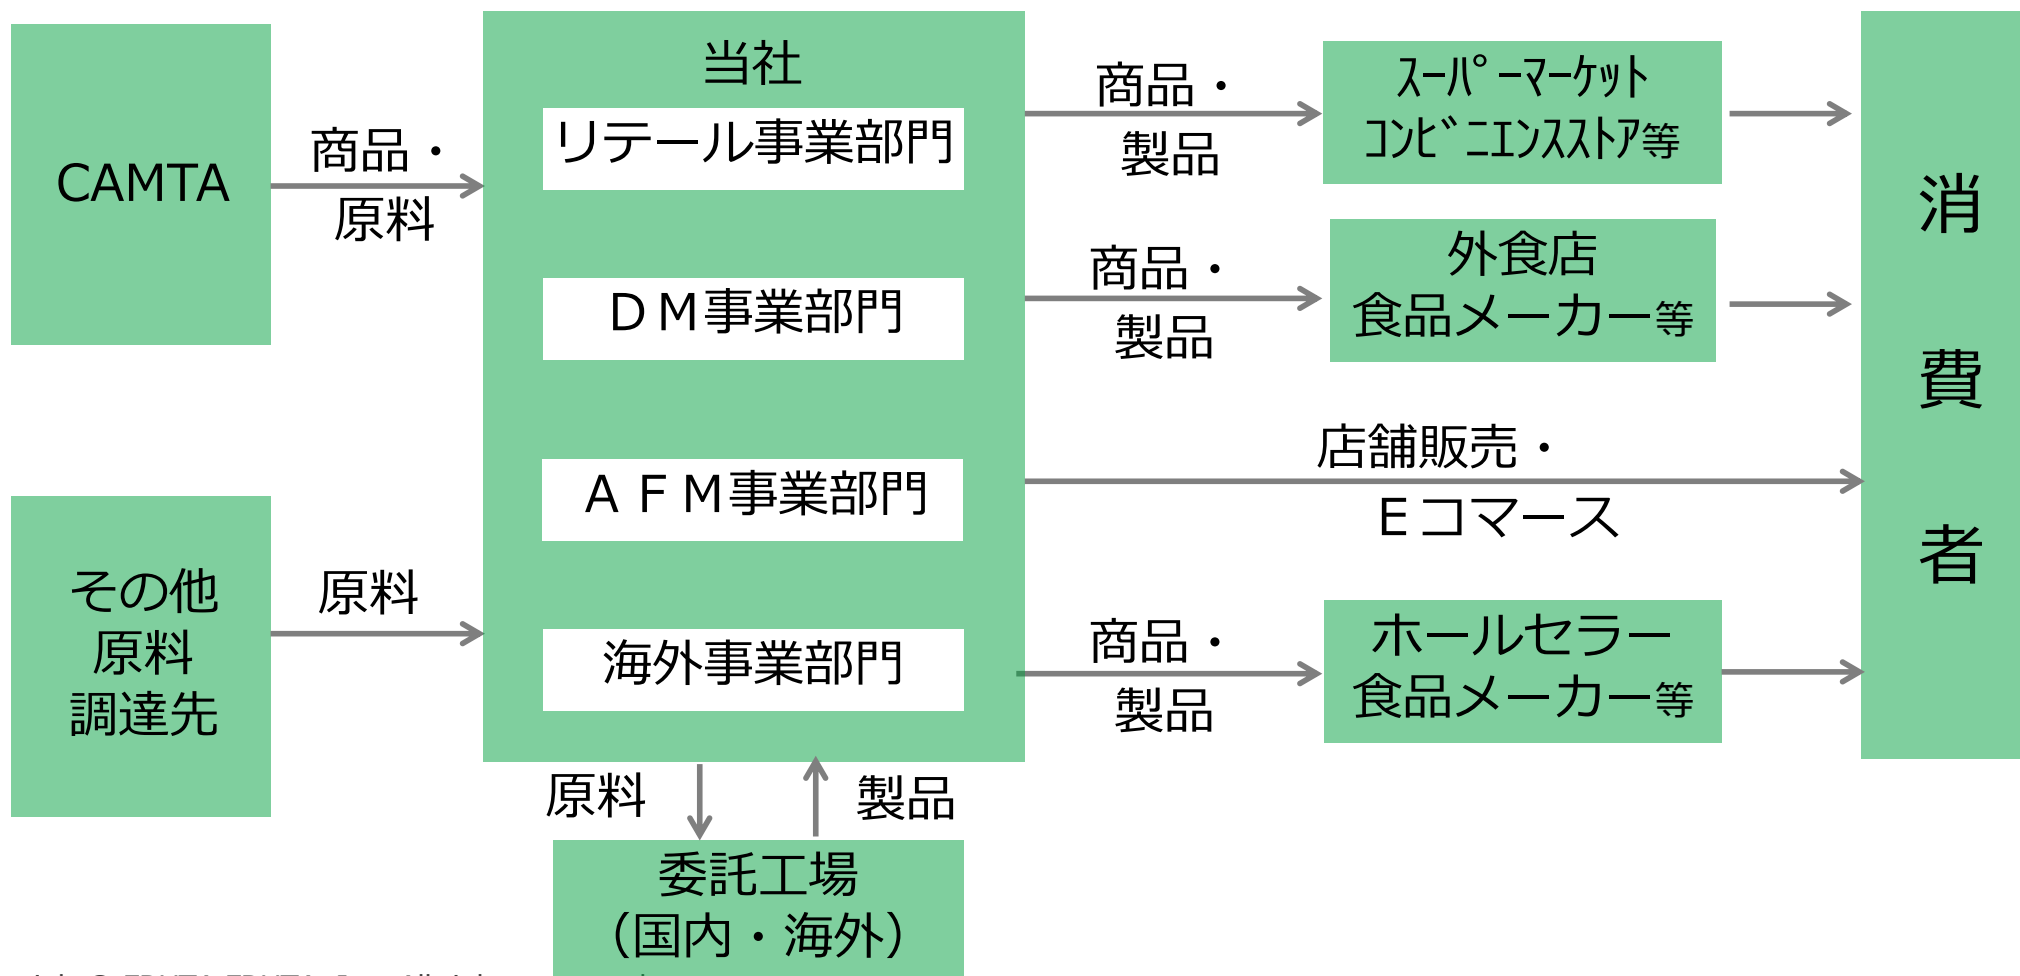 CAMTA
商品・
原料
その他
原料
調達先
原料
当社
リテール事業部門
ＤＭ事業部門
ＡＦＭ事業部門
海外事業部門
原料
製品
委託工場
（国内・海外）
商品・
製品
ｽｰﾊﾟｰﾏｰｹｯﾄ
ｺﾝﾋﾞﾆｴﾝｽｽﾄｱ等
商品・
製品
外食店
食品メーカー等
店舗販売・
Ｅコマース
商品・
製品
ホールセラー
食品メーカー等
消
費
者